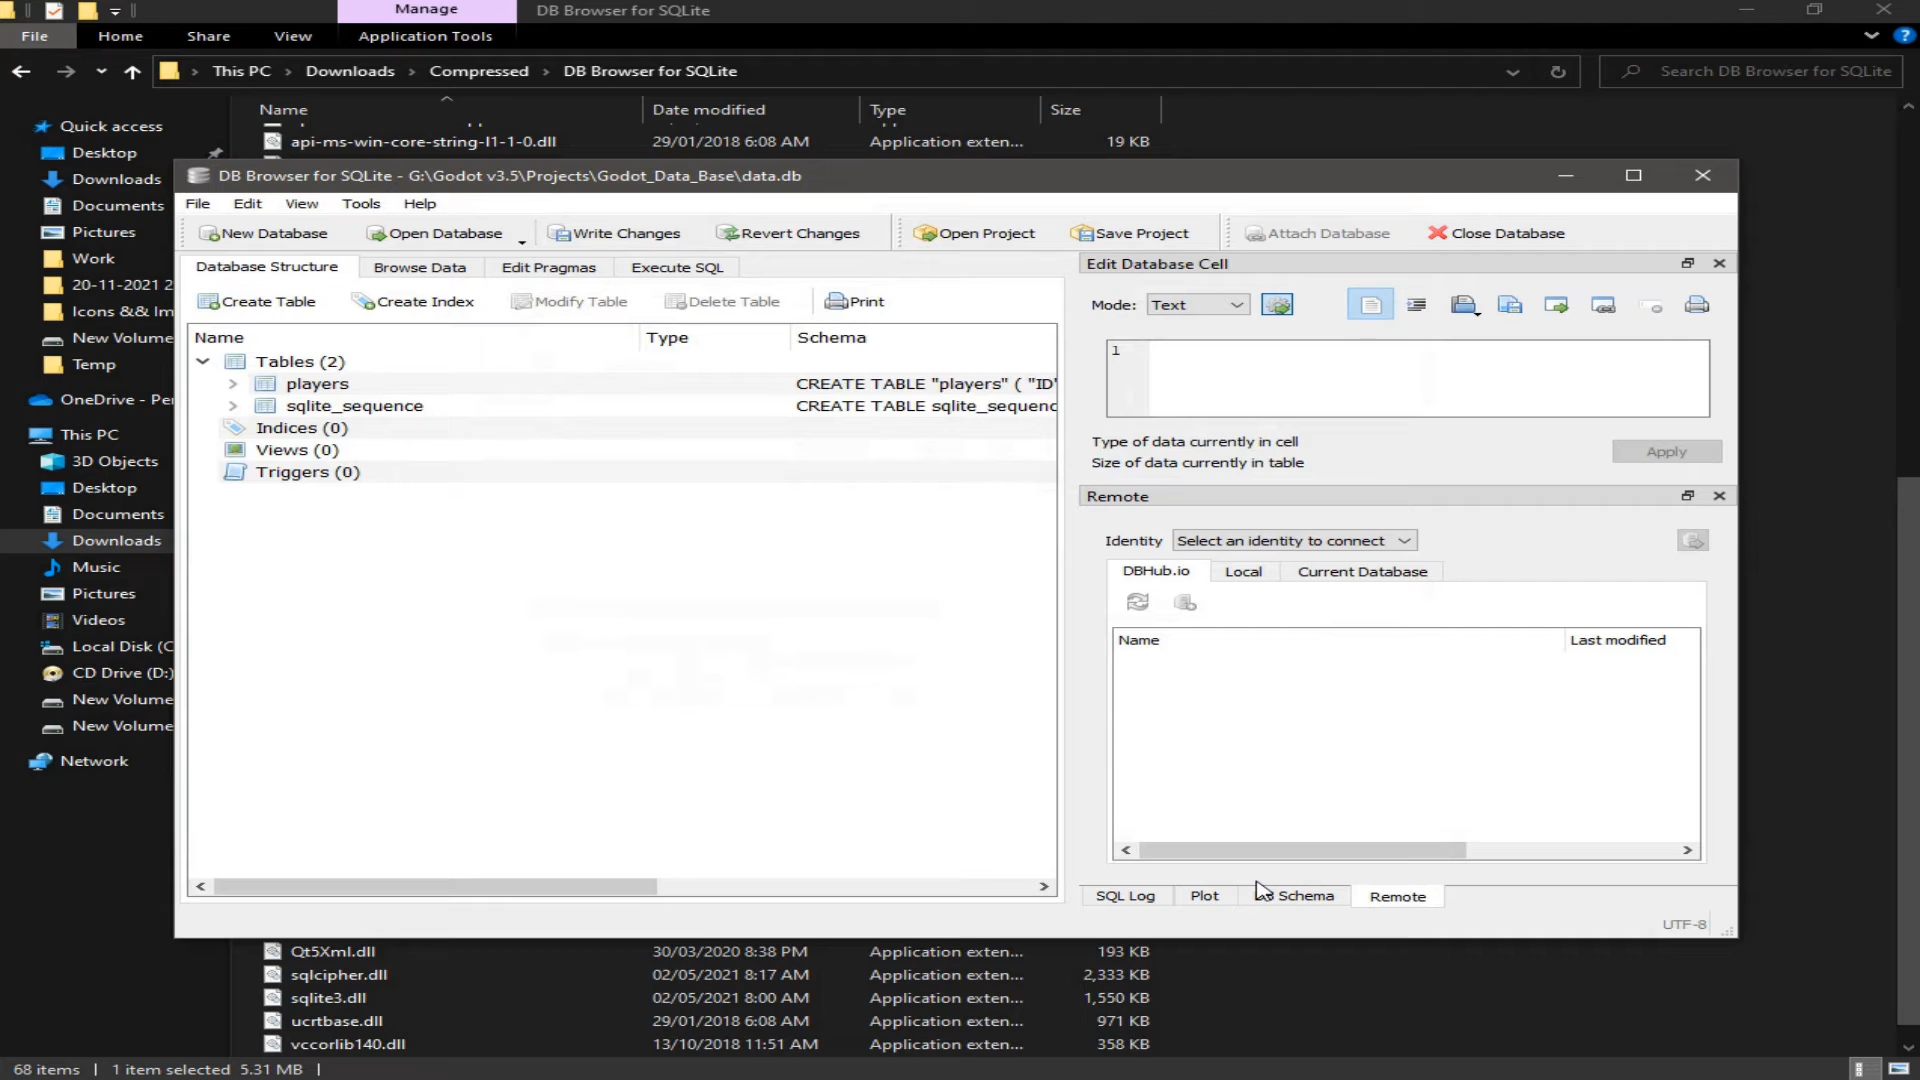 Manage
DB Browser for SQLite
File
Home
Share
View
Application Tools
This PC > Downloads > Compressed > DB Browser for SQLite
Search DB Browser for SQLite
Name
Date modified
Type
Size
Quick access
Desktop
Downloads
Documents
Pictures
Work
20-11-2021 2
Icons && Im
New Volume
Temp
OneDrive - Per
This PC
3D Objects
Desktop
Documents
Downloads
Music
Pictures
Videos
Local Disk (C
CD Drive (D:)
New Volume
New Volume
Network
api-ms-win-core-string-l1-1-0.dll 29/01/2018 6:08 AM Application exten... 19 KB
DB Browser for SQLite - G:\Godot v3.5\Projects\Godot_Data_Base\data.db
File Edit View Tools Help
New Database Open Database Write Changes Revert Changes Open Project Save Project Attach Database Close Database
Database Structure Browse Data Edit Pragmas Execute SQL
Create Table Create Index Modify Table Delete Table Print
Name Type Schema
Tables (2)
players CREATE TABLE "players" ( "ID"
sqlite_sequence CREATE TABLE sqlite_sequenc
Indices (0)
Views (0)
Triggers (0)
Edit Database Cell
Mode: Text
1
Type of data currently in cell
Size of data currently in table
Apply
Remote
Identity Select an identity to connect
DBHub.io Local Current Database
Name Last modified
SQL Log Plot Schema Remote
UTF-8
Qt5Xml.dll 30/03/2020 8:38 PM Application exten... 193 KB
sqlcipher.dll 02/05/2021 8:17 AM Application exten... 2,333 KB
sqlite3.dll 02/05/2021 8:00 AM Application exten... 1,550 KB
ucrtbase.dll 29/01/2018 6:08 AM Application exten... 971 KB
vccorlib140.dll 13/10/2018 11:51 AM Application exten... 358 KB
68 items 1 item selected 5.31 MB